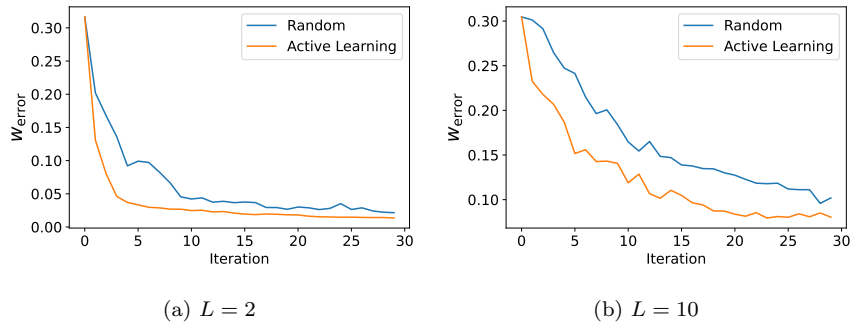 Random
Active Learning
0.30
0.25
0.20
0.15
0.10
0.05
0.00
w_error
0 5 10 15 20 25 30
Iteration
(a) L = 2
Random
Active Learning
0.30
0.25
0.20
0.15
0.10
w_error
0 5 10 15 20 25 30
Iteration
(b) L = 10